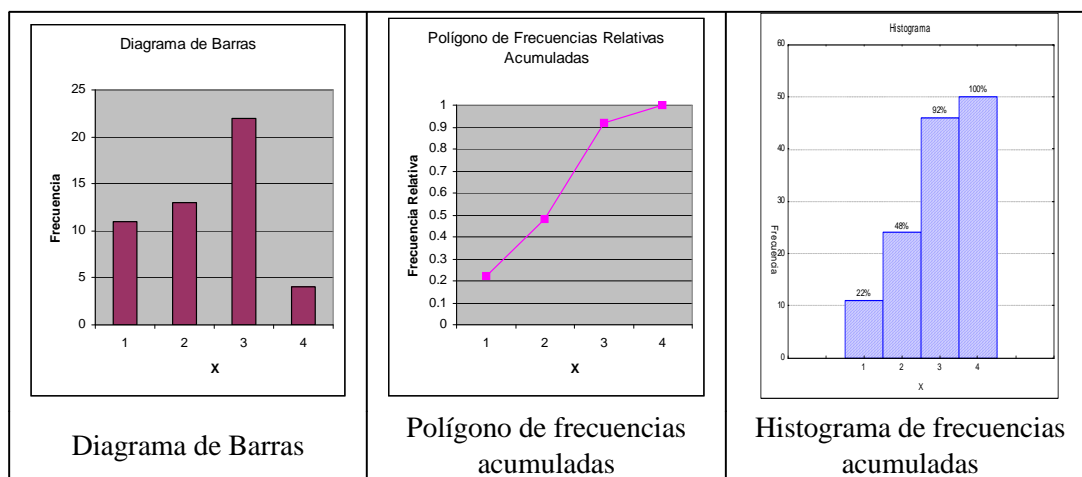 Diagrama de Barras
25
20
15
10
5
0
Frecuencia
1 2 3 4
X
Diagrama de Barras
Polígono de Frecuencias Relativas
Acumuladas
1
0.9
0.8
0.7
0.6
0.5
0.4
0.3
0.2
0.1
0
Frecuencia Relativa
1 2 3 4
X
Polígono de frecuencias
acumuladas
Histograma
60
50
40
30
20
10
0
Frecuencia
22%
48%
92%
100%
1 2 3 4
X
Histograma de frecuencias
acumuladas